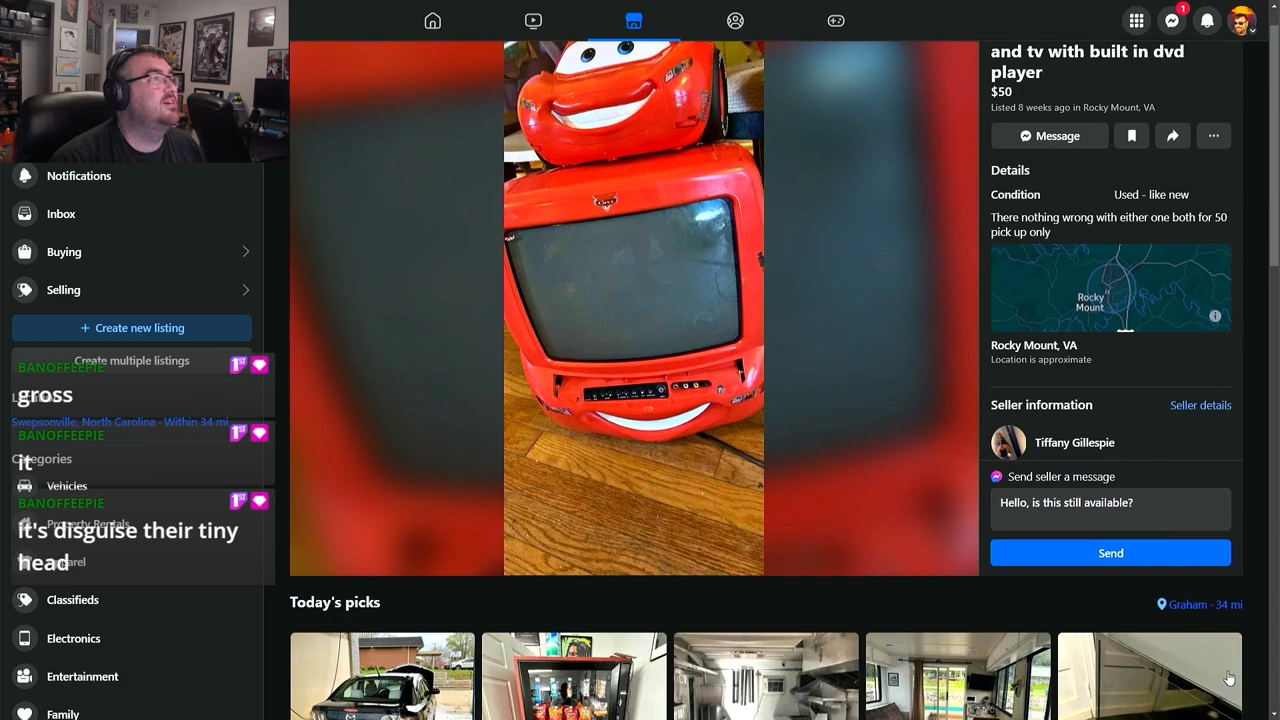 1
and tv with built in dvd
player
$50
Listed 8 weeks ago in Rocky Mount, VA
Message
Details
Condition
Used - like new
There nothing wrong with either one both for 50
pick up only
Rocky
Mount
Rocky Mount, VA
Location is approximate
Seller information
Seller details
Tiffany Gillespie
Send seller a message
Hello, is this still available?
Send
Notifications
Inbox
Buying
Selling
+ Create new listing
Create multiple listings
BANOFFEEPIE
1ST
gross
Swepsonville, North Carolina · Within 34 mi
BANOFFEEPIE
1ST
Categories
it
Vehicles
BANOFFEEPIE
1ST
Property Rentals
it's disguise their tiny
head
Classifieds
Electronics
Entertainment
Family
Today's picks
Graham · 34 mi